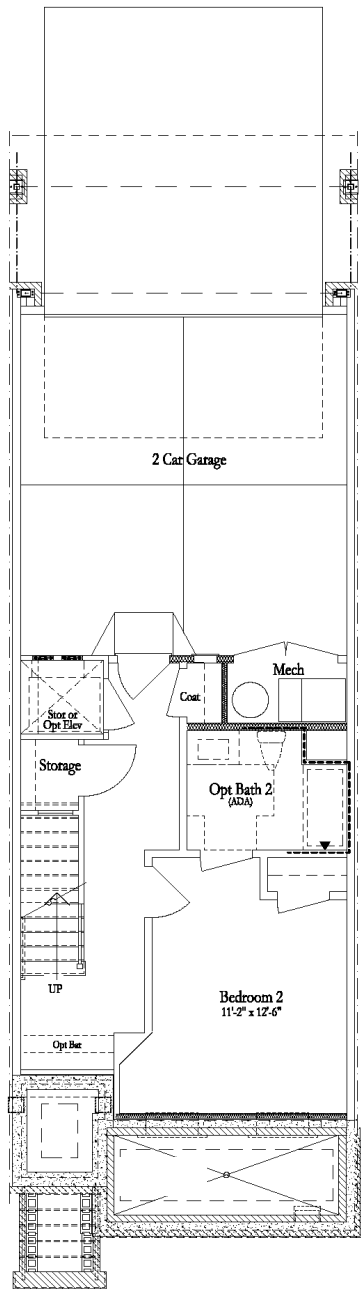 2 Car Garage
Mech
Coat
Stor or
Opt Elev
Storage
Opt Bath 2
(ADA)
UP
Bedroom 2
11'-2" x 12'-6"
Opt Bar